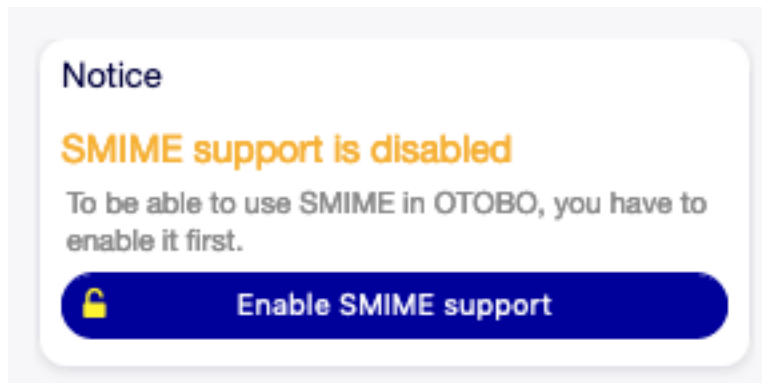 Notice
SMIME support is disabled
To be able to use SMIME in OTOBO, you have to
enable it first.
Enable SMIME support